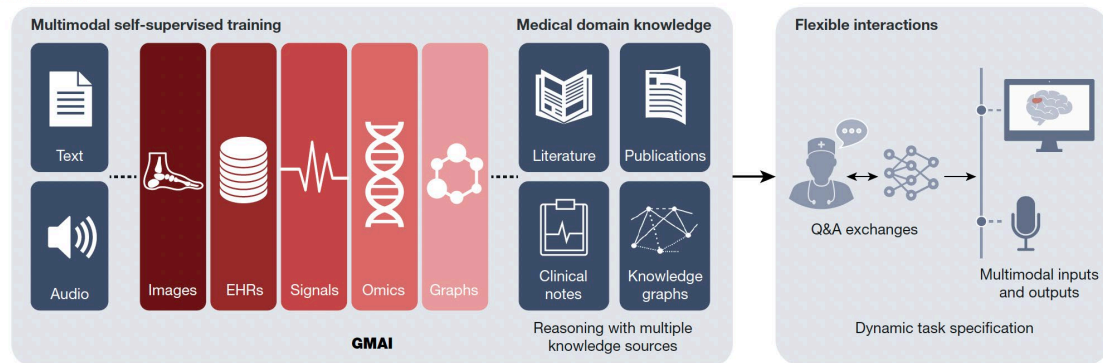 Multimodal self-supervised training
Medical domain knowledge
Text
Audio
Images
EHRs
Signals
Omics
Graphs
Literature
Publications
Clinical
notes
Knowledge
graphs
GMAI
Reasoning with multiple
knowledge sources
Flexible interactions
Q&A exchanges
Multimodal inputs
and outputs
Dynamic task specification